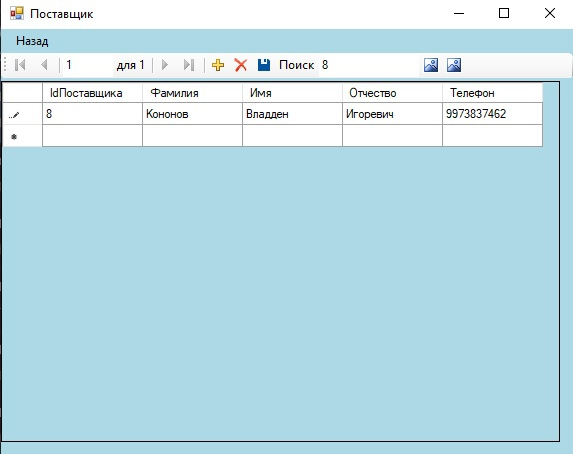 Поставщик
Назад
1 для 1 Поиск 8
IdПоставщика Фамилия Имя Отчество Телефон
8 Кононов Владден Игоревич 9973837462